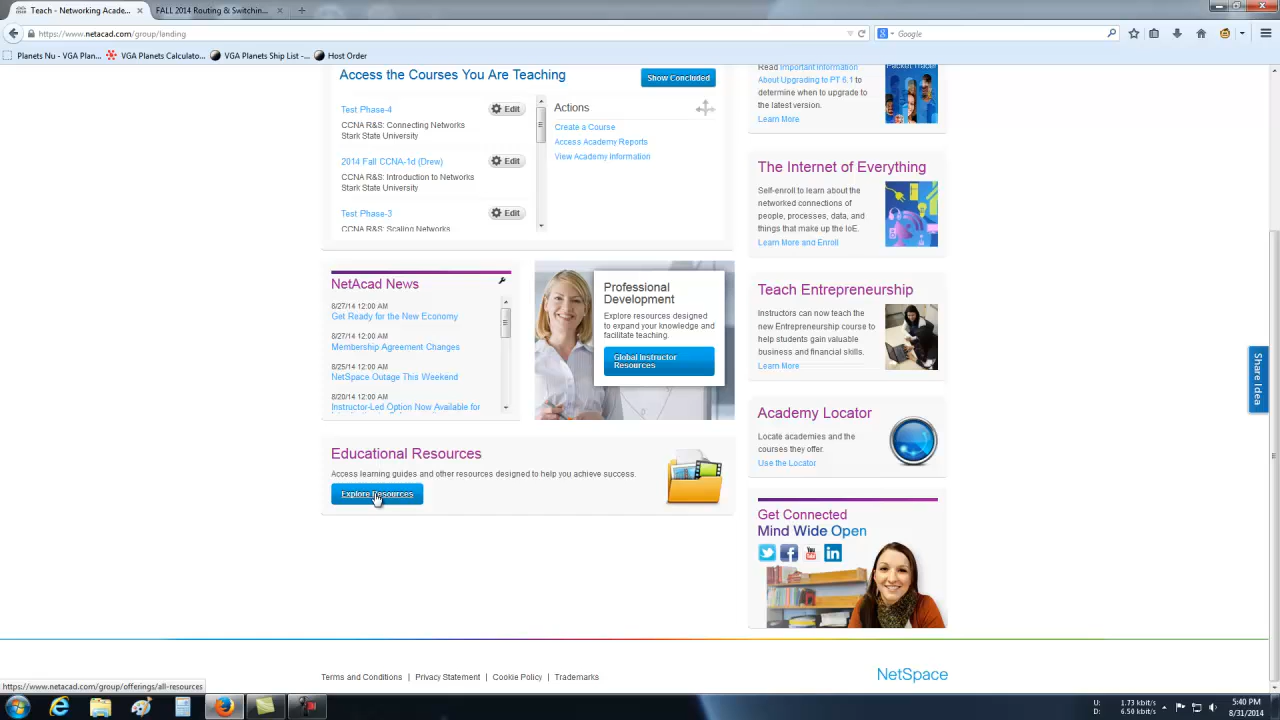 Teach - Networking Acade...
FALL 2014 Routing & Switchin...
https://www.netacad.com/group/lending
Google
Planets Nu - VGA Plan...
VGA Planets Calculato...
VGA Planets Ship List -...
Host Order
Access the Courses You Are Teaching
Show Concluded
Test Phase-4
Edit
CCNA R&S: Connecting Networks
Stark State University
2014 Fall CCNA-1d (Drew)
Edit
CCNA R&S: Introduction to Networks
Stark State University
Test Phase-3
Edit
CCNA R&S: Scaling Networks
Actions
Create a Course
Access Academy Reports
View Academy Information
NetAcad News
8/27/14 12:00 AM
Get Ready for the New Economy
8/27/14 12:00 AM
Membership Agreement Changes
8/25/14 12:00 AM
NetSpace Outage This Weekend
8/20/14 12:00 AM
Instructor-Led Option Now Available for
Professional
Development
Explore resources designed
to expand your knowledge and
facilitate teaching.
Global Instructor
Resources
Educational Resources
Access learning guides and other resources designed to help you achieve success.
Explore Resources
Read Important Information
About Upgrading to PT 6.1 to
determine when to upgrade to
the latest version.
Learn More
The Internet of Everything
Self-enroll to learn about the
networked connections of
people, processes, data, and
things that make up the IoE.
Learn More and Enroll
Teach Entrepreneurship
Instructors can now teach the
new Entrepreneurship course to
help students gain valuable
business and financial skills.
Learn More
Academy Locator
Locate academies and the
courses they offer.
Use the Locator
Get Connected
Mind Wide Open
Share Idea
Terms and Conditions | Privacy Statement | Cookie Policy | Trademarks
NetSpace
https://www.netacad.com/group/offerings/all-resources
U: 1.73 kbit/s
D: 6.50 kbit/s
5:40 PM
8/31/2014